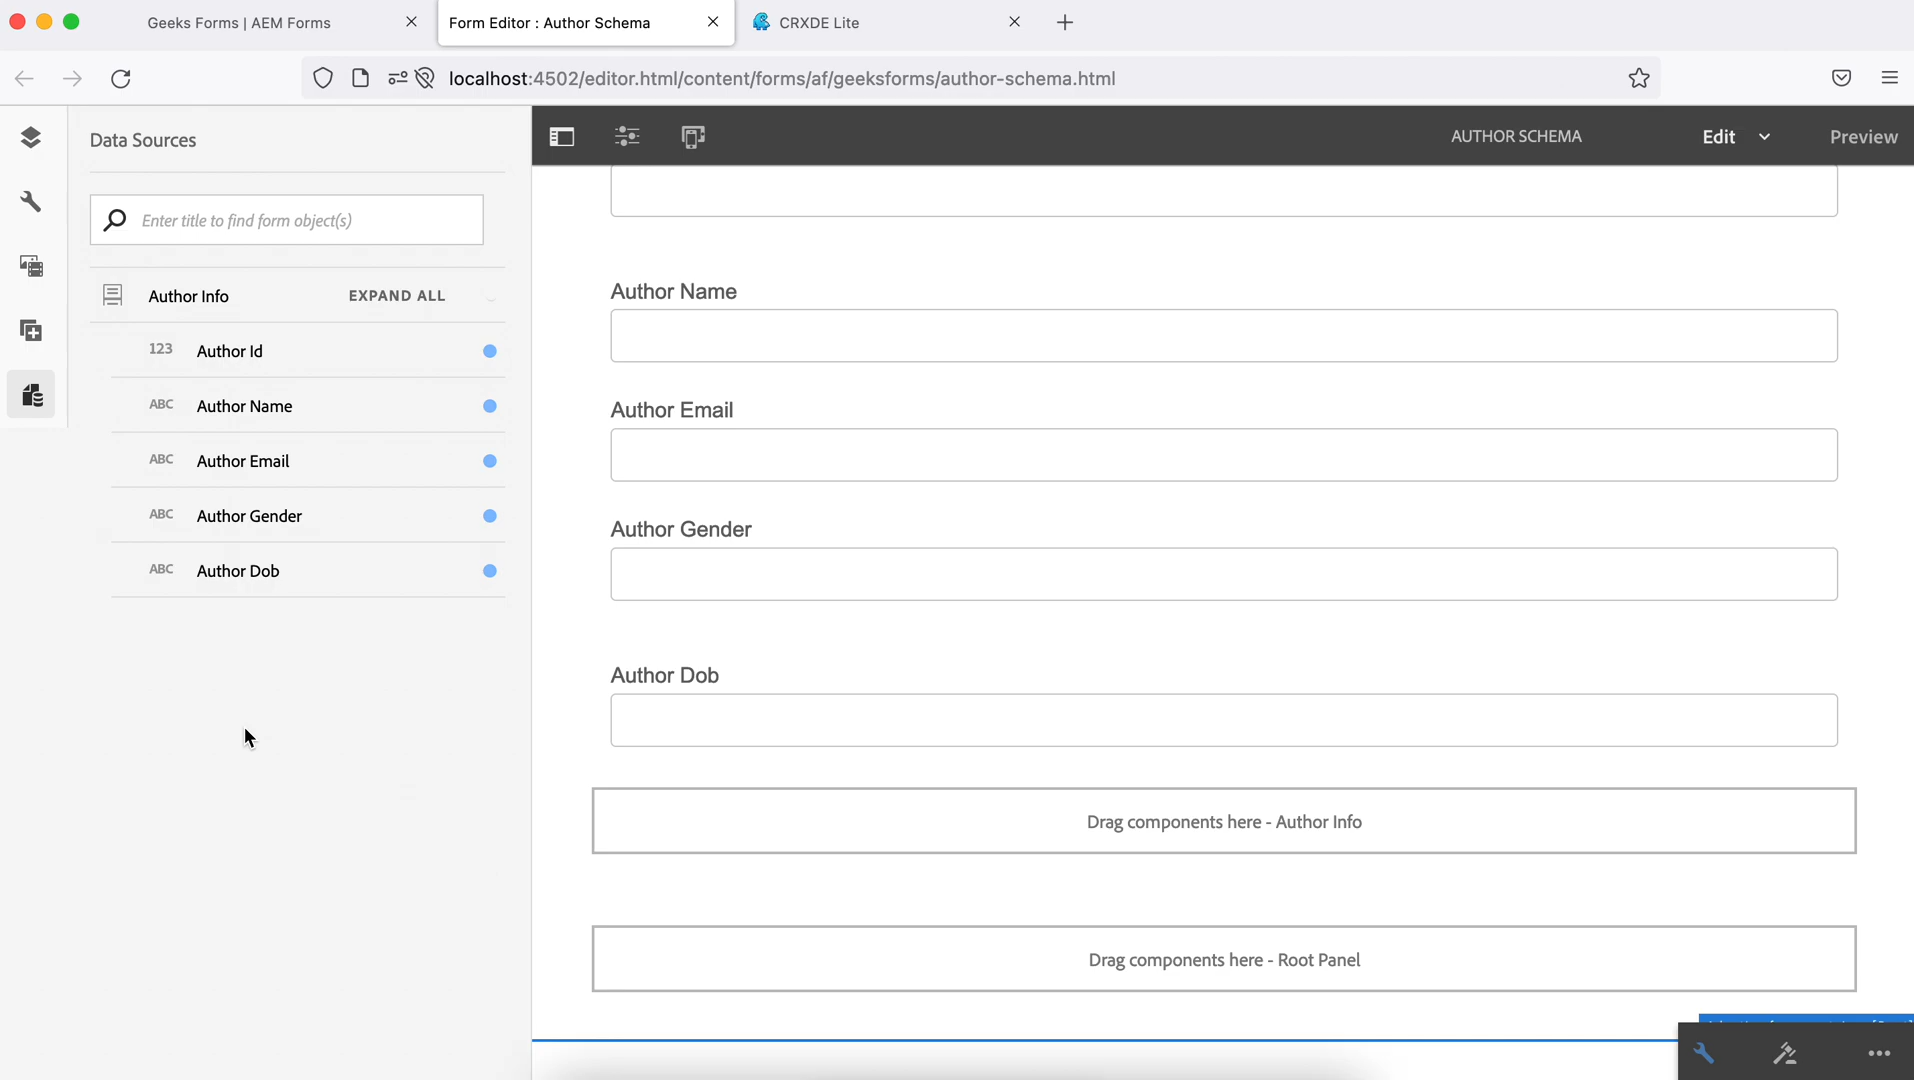 Geeks Forms | AEM Forms
Form Editor : Author Schema
CRXDE Lite
localhost:4502/editor.html/content/forms/af/geeksforms/author-schema.html
Data Sources
AUTHOR SCHEMA
Edit
Preview
Enter title to find form object(s)
Author Info
EXPAND ALL
123 Author Id
ABC Author Name
ABC Author Email
ABC Author Gender
ABC Author Dob
Author Name
Author Email
Author Gender
Author Dob
Drag components here - Author Info
Drag components here - Root Panel